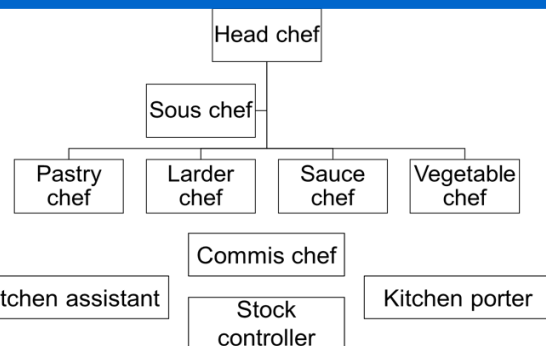 Head chef
Sous chef
Pastry
chef
Larder
chef
Sauce
chef
Vegetable
chef
Commis chef
tchen assistant
Kitchen porter
Stock
controller